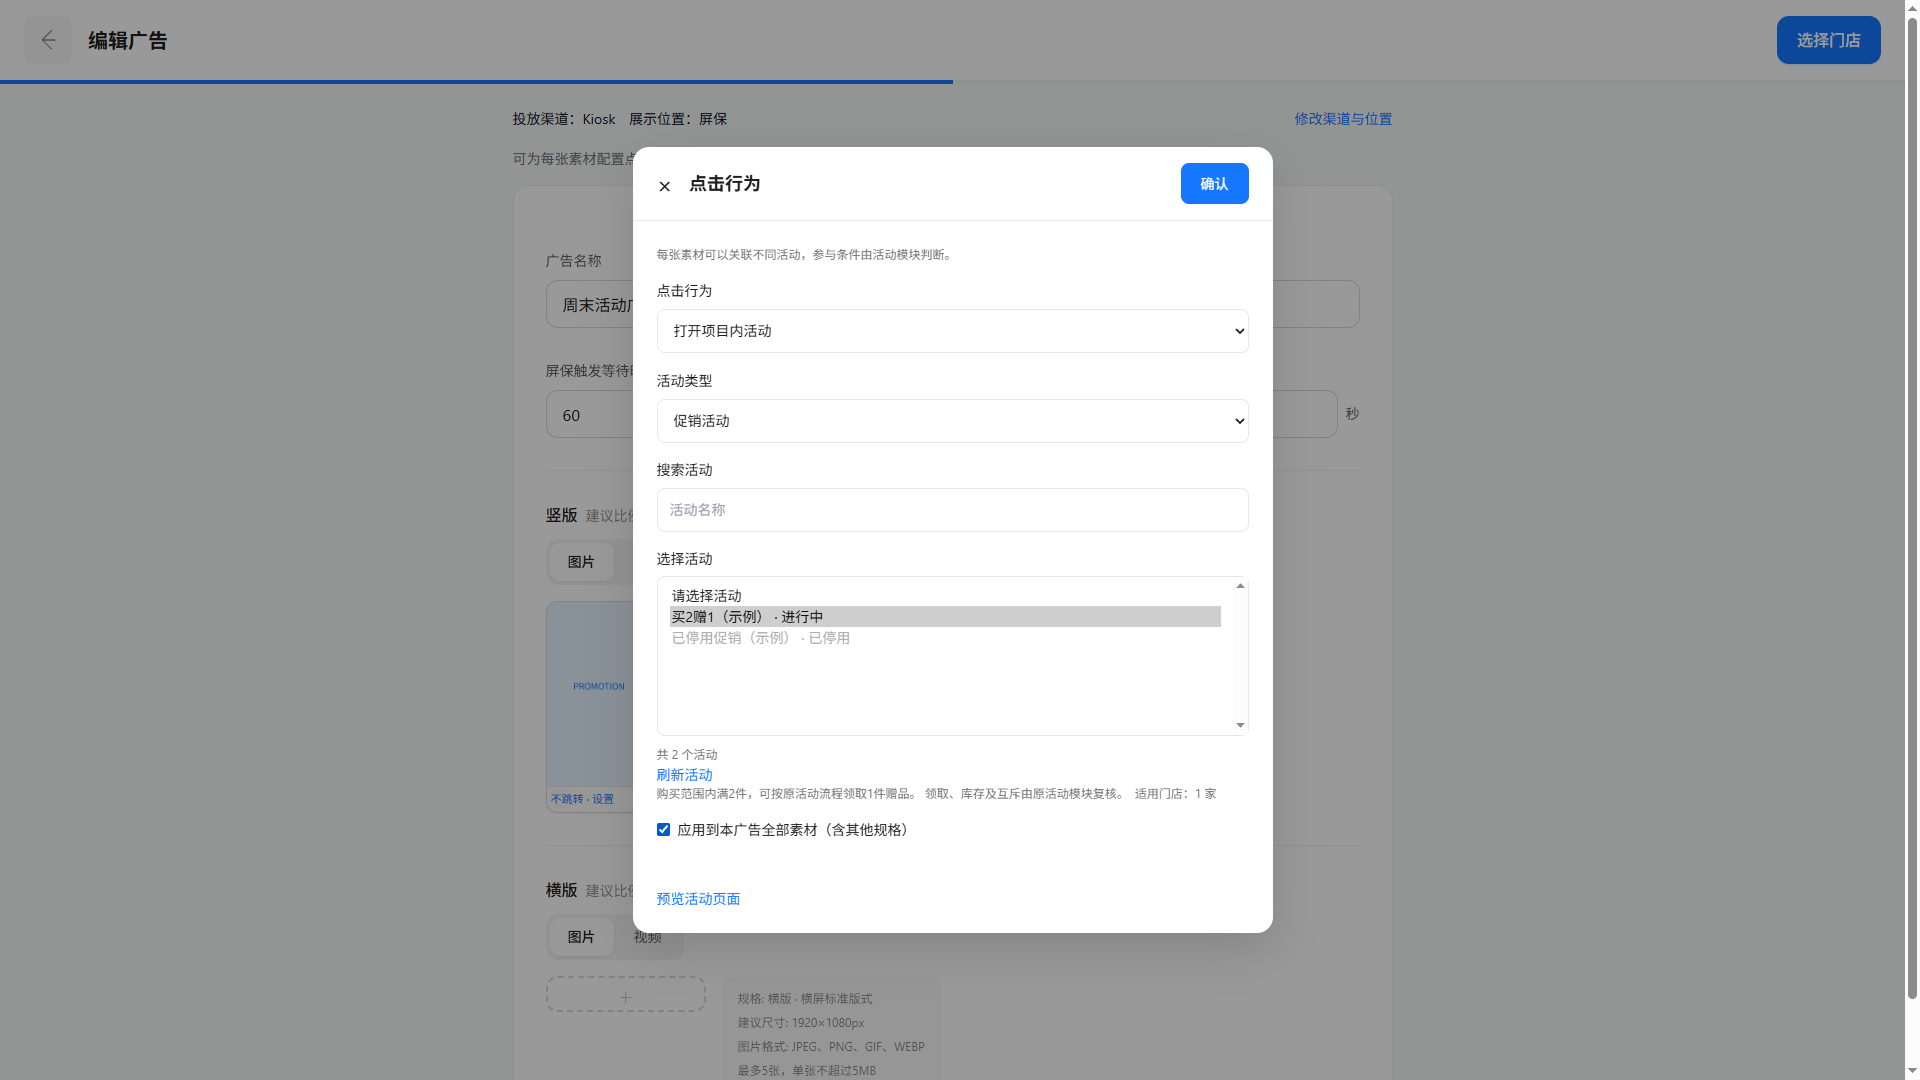 编辑广告
选择门店
投放渠道：Kiosk 展示位置：屏保
修改渠道与位置
可为每张素材配置点
点击行为
确认
每张素材可以关联不同活动，参与条件由活动模块判断。
点击行为
打开项目内活动
活动类型
促销活动
搜索活动
活动名称
选择活动
请选择活动
买2赠1（示例） · 进行中
已停用促销（示例） · 已停用
共 2 个活动
刷新活动
购买范围内满2件，可按原活动流程领取1件赠品。 领取、库存及互斥由原活动模块复核。 适用门店：1 家
应用到本广告全部素材（含其他规格）
预览活动页面
广告名称
周末活动
屏保触发等待
60
秒
竖版 建议比
图片
PROMOTION
不跳转 · 设置
横版 建议比
图片
视频
规格: 横版 · 横屏标准版式
建议尺寸: 1920×1080px
图片格式: JPEG、PNG、GIF、WEBP
最多5张，单张不超过5MB